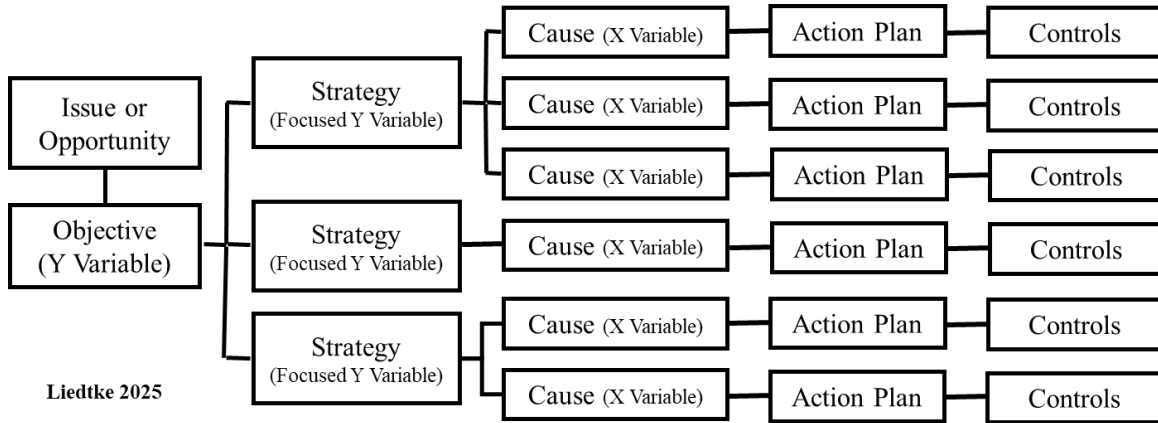 Issue or
Opportunity
Objective
(Y Variable)
Strategy
(Focused Y Variable)
Cause (X Variable)
Action Plan
Controls
Cause (X Variable)
Action Plan
Controls
Cause (X Variable)
Action Plan
Controls
Strategy
(Focused Y Variable)
Cause (X Variable)
Action Plan
Controls
Strategy
(Focused Y Variable)
Cause (X Variable)
Action Plan
Controls
Cause (X Variable)
Action Plan
Controls
Liedtke 2025